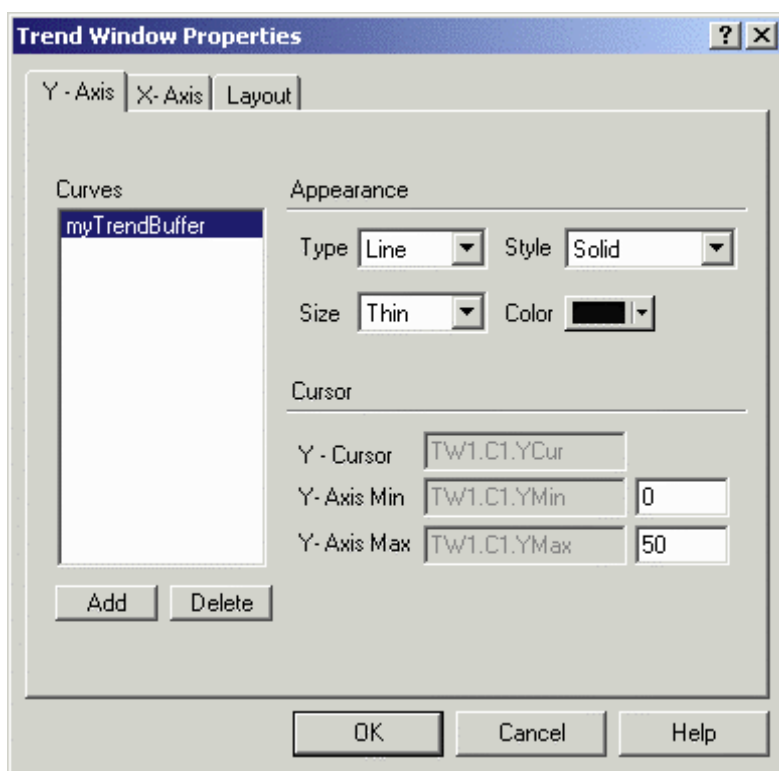 Trend Window Properties
Y - Axis X- Axis Layout
Curves
myTrendBuffer
Appearance
Type Line Style Solid
Size Thin Color
Cursor
Y - Cursor TW1.C1.YCur
Y- Axis Min TW1.C1.YMin 0
Y- Axis Max TW1.C1.YMax 50
Add Delete
OK Cancel Help